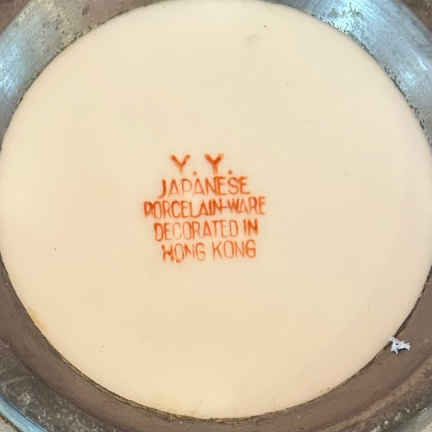 Y. Y.
JAPANESE
PORCELAIN-WARE
DECORATED IN
HONG KONG